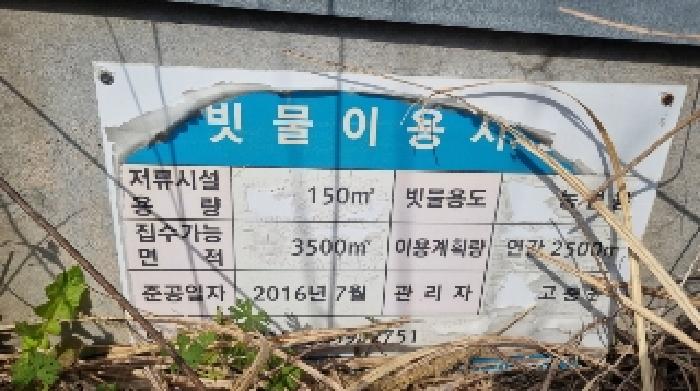 빗물이용시
저류시설 용량 150㎥ 빗물용도
집수가능 면적 3500㎡ 이용계획량 연간 2500
준공일자 2016년 7월 관리자
2751